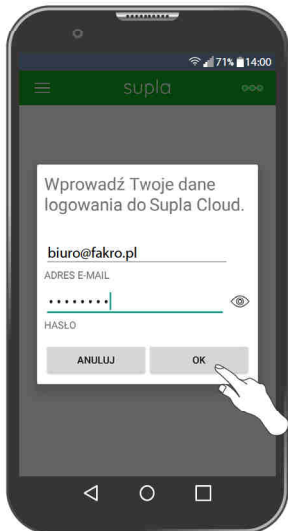 71% 14:00
supla
Wprowadź Twoje dane
logowania do Supla Cloud.
biuro@fakro.pl
ADRES E-MAIL
••••••••
HASŁO
ANULUJ OK